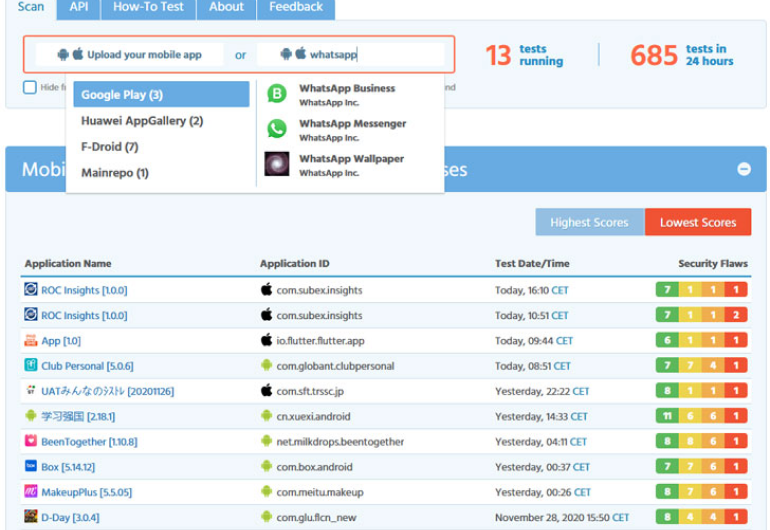 Scan API How-To Test About Feedback
Upload your mobile app or whatsapp
13 tests running 685 tests in 24 hours
Hide
Google Play (3)
Huawei AppGallery (2)
F-Droid (7)
Mainrepo (1)
WhatsApp Business
WhatsApp Inc.
WhatsApp Messenger
WhatsApp Inc.
WhatsApp Wallpaper
WhatsApp Inc.
Highest Scores Lowest Scores
Application Name Application ID Test Date/Time Security Flaws
ROC Insights [1.0.0] com.subex.insights Today, 16:10 CET 7 1 1 1
ROC Insights [1.0.0] com.subex.insights Today, 10:51 CET 7 1 1 2
App [1.0] io.flutter.flutter.app Today, 09:44 CET 6 1 1 1
Club Personal [5.0.6] com.globant.clubpersonal Today, 08:51 CET 7 7 4 1
UATみんなのｼｽﾄﾚ [20201126] com.sft.trssc.jp Yesterday, 22:22 CET 8 1 1 1
学习强国 [2.18.1] cn.xuexi.android Yesterday, 14:33 CET 11 6 6 1
BeenTogether [1.10.8] net.milkdrops.beentogether Yesterday, 04:11 CET 8 8 6 1
box Box [5.14.12] com.box.android Yesterday, 00:37 CET 7 7 6 1
MakeupPlus [5.5.05] com.meitu.makeup Yesterday, 00:26 CET 8 7 6 1
D-Day [3.0.4] com.glu.flcn_new November 28, 2020 15:50 CET 8 4 4 1